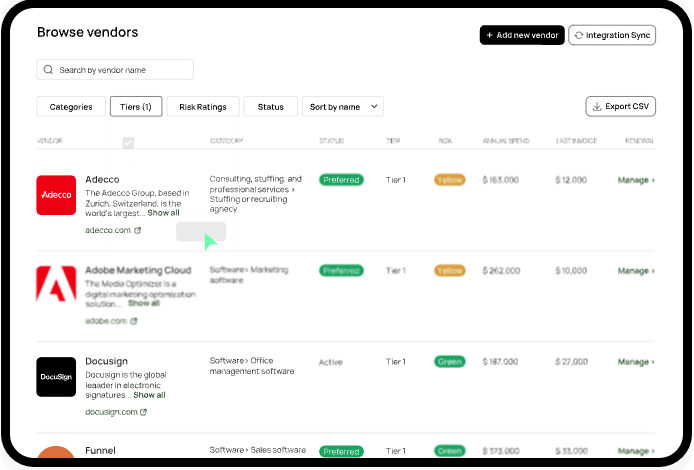 Browse vendors
+ Add new vendor
Integration Sync
Search by vendor name
Categories
Tiers (1)
Risk Ratings
Status
Sort by name
Export CSV
VENDOR CATEGORY STATUS TIER RISK ANNUAL SPEND LAST INVOICE RENEWAL
Adecco
Adecco
The Adecco Group, based in
Zurich, Switzerland, is the
world's largest... Show all
adecco.com
Consulting, stuffing, and
professional services >
Stuffing or recruiting
agnecy
Preferred
Tier 1
Yellow
$ 163,000
$ 12,000
Manage >
Adobe Marketing Cloud
The Media Optimizer is a
digital marketing optimization
solution... Show all
adobe.com
Software> Marketing
software
Preferred
Tier 1
Yellow
$ 262,000
$ 10,000
Manage >
DocuSign
Docusign
Docusign is the global
leader in electronic
signatures... Show all
docusign.com
Software> Office
management software
Active
Tier 1
Green
$ 187,000
$ 27,000
Manage >
Funnel
Software> Sales software
Preferred
Tier 1
Green
$ 373,000
$ 33,000
Manage >